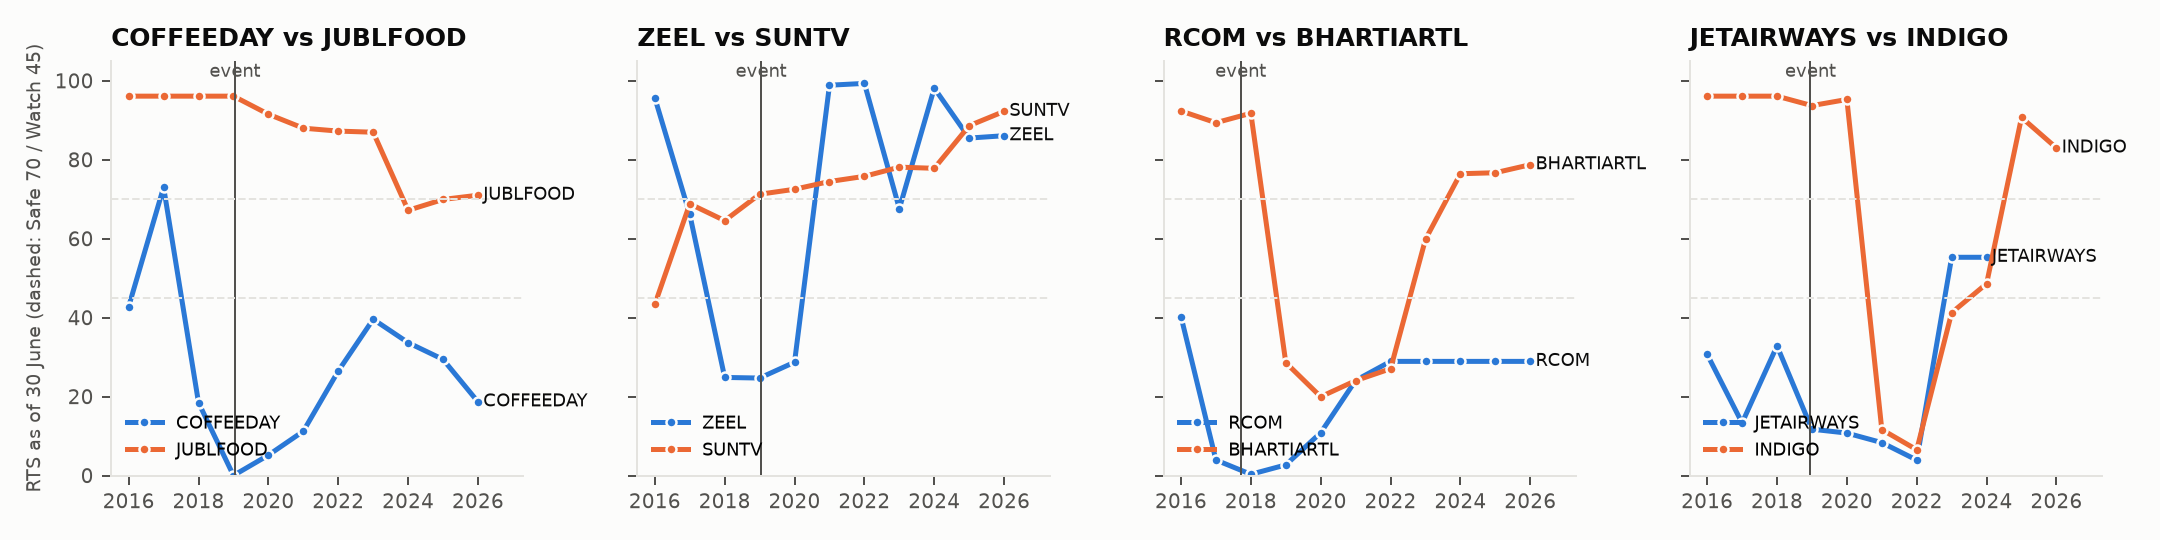 COFFEEDAY vs JUBLFOOD
RTS as of 30 June (dashed: Safe 70 / Watch 45)
event
100
80
60
40
20
0
JUBLFOOD
COFFEEDAY
COFFEEDAY
JUBLFOOD
2016 2018 2020 2022 2024 2026
ZEEL vs SUNTV
event
SUNTV
ZEEL
ZEEL
SUNTV
2016 2018 2020 2022 2024 2026
RCOM vs BHARTIARTL
event
BHARTIARTL
RCOM
RCOM
BHARTIARTL
2016 2018 2020 2022 2024 2026
JETAIRWAYS vs INDIGO
event
INDIGO
JETAIRWAYS
JETAIRWAYS
INDIGO
2016 2018 2020 2022 2024 2026